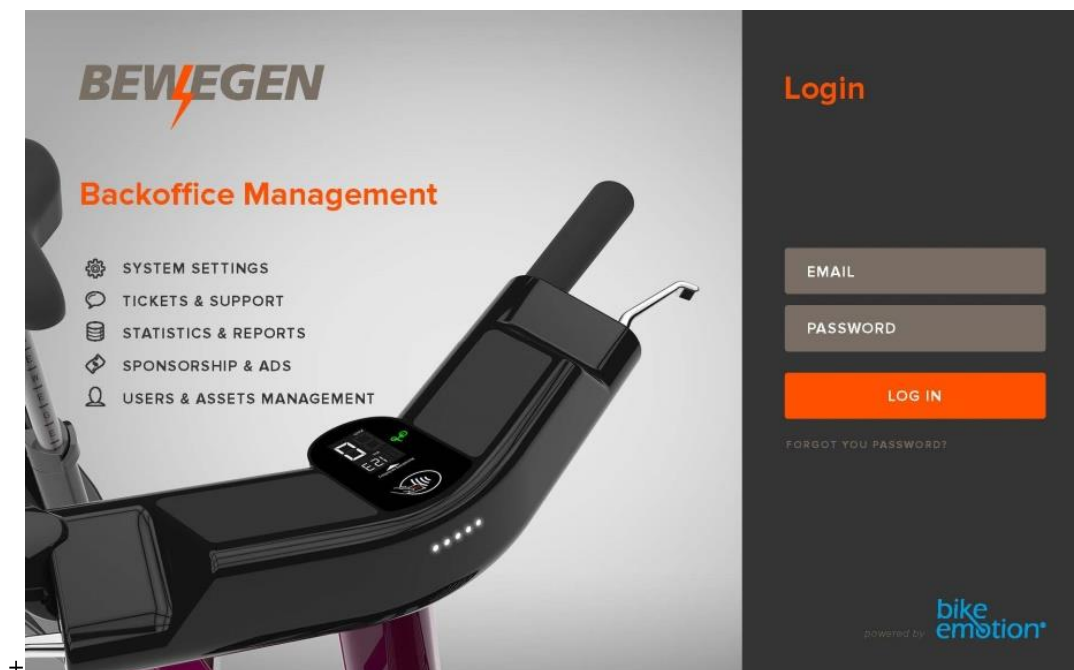 BEWEGEN
Backoffice Management
SYSTEM SETTINGS
TICKETS & SUPPORT
STATISTICS & REPORTS
SPONSORSHIP & ADS
USERS & ASSETS MANAGEMENT
Login
EMAIL
PASSWORD
LOG IN
FORGOT YOU PASSWORD?
powered by
bike
emotion